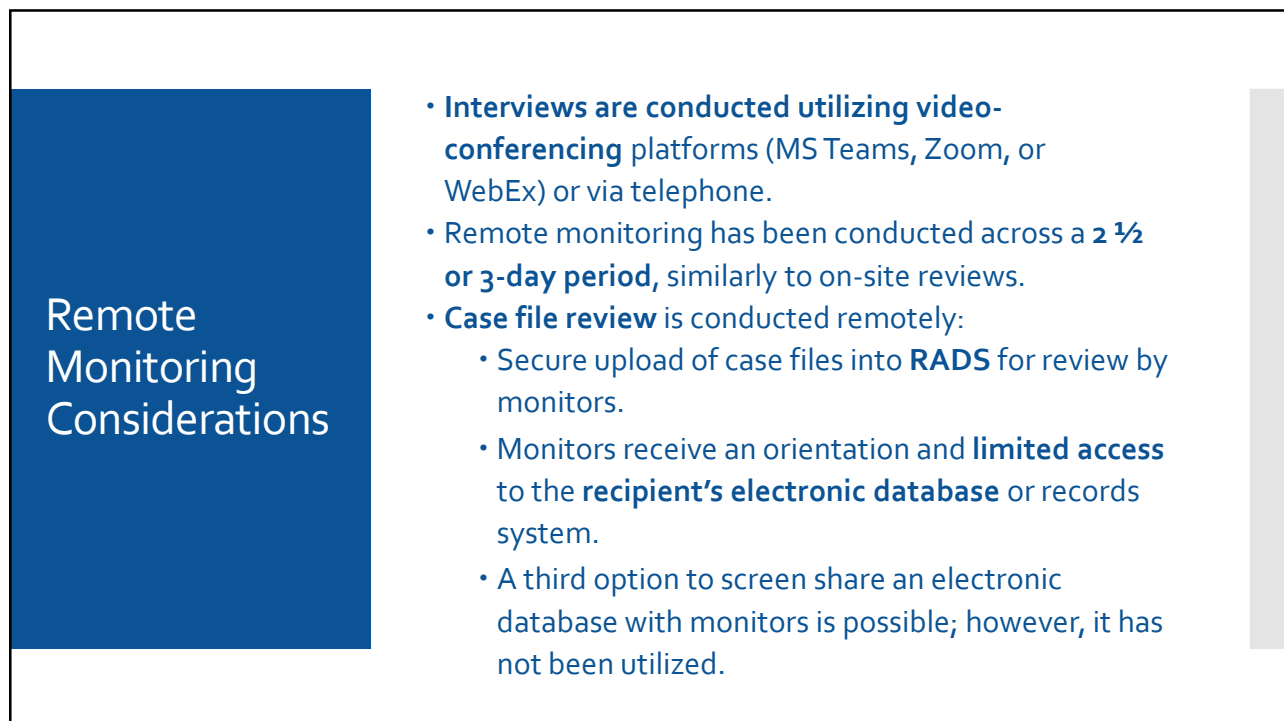 Remote
Monitoring
Considerations
• Interviews are conducted utilizing video-
conferencing platforms (MS Teams, Zoom, or
WebEx) or via telephone.
• Remote monitoring has been conducted across a 2 ½
or 3-day period, similarly to on-site reviews.
• Case file review is conducted remotely:
• Secure upload of case files into RADS for review by
monitors.
• Monitors receive an orientation and limited access
to the recipient’s electronic database or records
system.
• A third option to screen share an electronic
database with monitors is possible; however, it has
not been utilized.